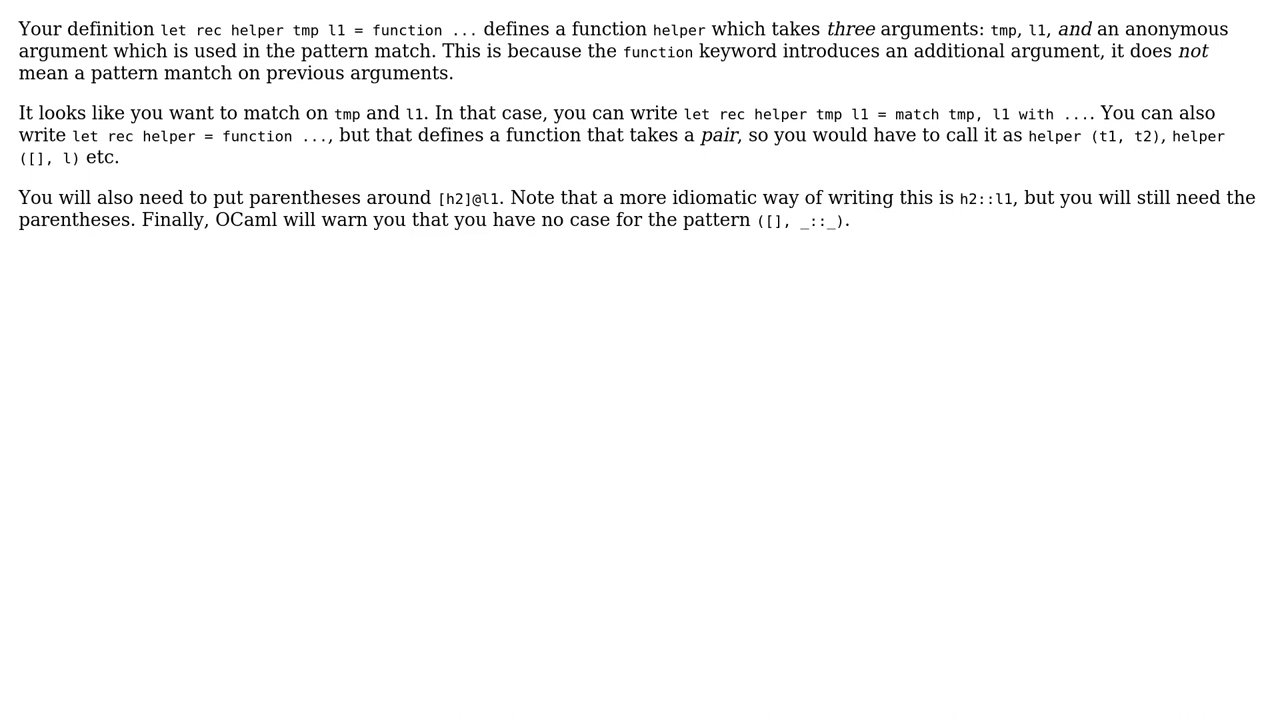 Your definition let rec helper tmp l1 = function ... defines a function helper which takes three arguments: tmp, l1, and an anonymous
argument which is used in the pattern match. This is because the function keyword introduces an additional argument, it does not
mean a pattern mantch on previous arguments.
It looks like you want to match on tmp and l1. In that case, you can write let rec helper tmp l1 = match tmp, l1 with .... You can also
write let rec helper = function ..., but that defines a function that takes a pair, so you would have to call it as helper (t1, t2), helper
([], l) etc.
You will also need to put parentheses around [h2]@l1. Note that a more idiomatic way of writing this is h2::l1, but you will still need the
parentheses. Finally, OCaml will warn you that you have no case for the pattern ([], _::_).